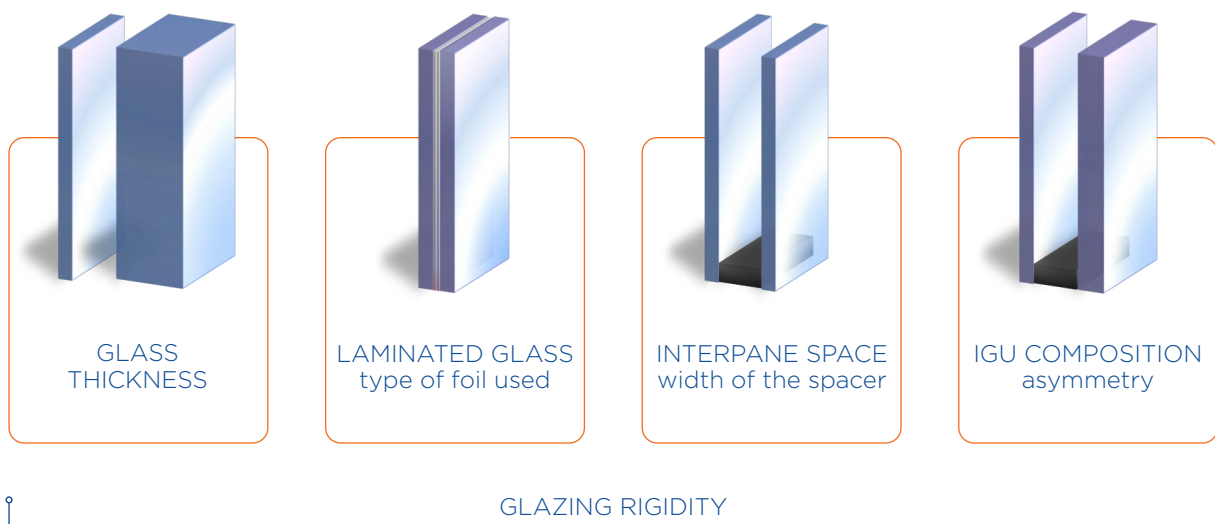 GLASS
THICKNESS
LAMINATED GLASS
type of foil used
INTERPANE SPACE
width of the spacer
IGU COMPOSITION
asymmetry
GLAZING RIGIDITY